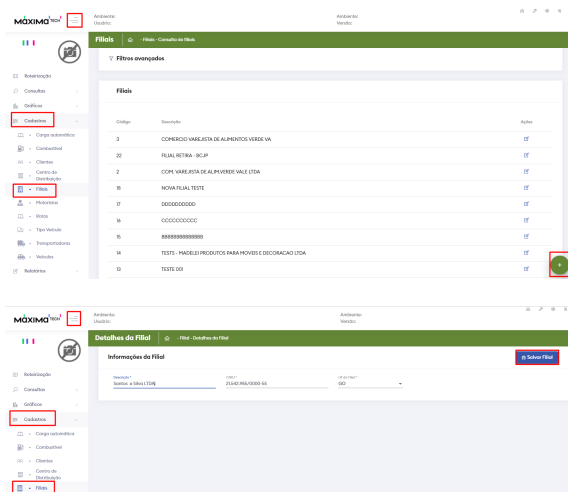 MÁXIMA TECH
Ambiente:
Usuário:
Ambiente:
Versão:
Filiais
- Filiais - Consulta de filiais
Filtros avançados
Roteirização
Consultas
Gráficos
Cadastros
Carga automática
Combustível
Clientes
Centro de
Distribuição
Filiais
Motoristas
Rotas
Tipo Veículo
Transportadoras
Veículos
Relatórios
Filiais
Código Descrição Ações
3 COMERCIO VAREJISTA DE ALIMENTOS VERDE VA
22 FILIAL RETIRA - BCJP
2 COM. VAREJISTA DE ALIM.VERDE VALE LTDA
18 NOVA FILIAL TESTE
17 DDDDDDDDDD
16 CCCCCCCCCC
15 BBBBBBBBBBBBBB
14 TESTS - MADELEI PRODUTOS PARA MOVEIS E DECORACAO LTDA
13 TESTE 001
+
MÁXIMA TECH
Ambiente:
Usuário:
Ambiente:
Versão:
Detalhes da Filial
- Filial - Detalhes da Filial
Informações da Filial
Salvar Filial
Descrição *
Santos e Silva LTDA
CNPJ *
21.542.955/0000-55
UF da Filial *
GO
Roteirização
Consultas
Gráficos
Cadastros
Carga automática
Combustível
Clientes
Centro de
Distribuição
Filiais